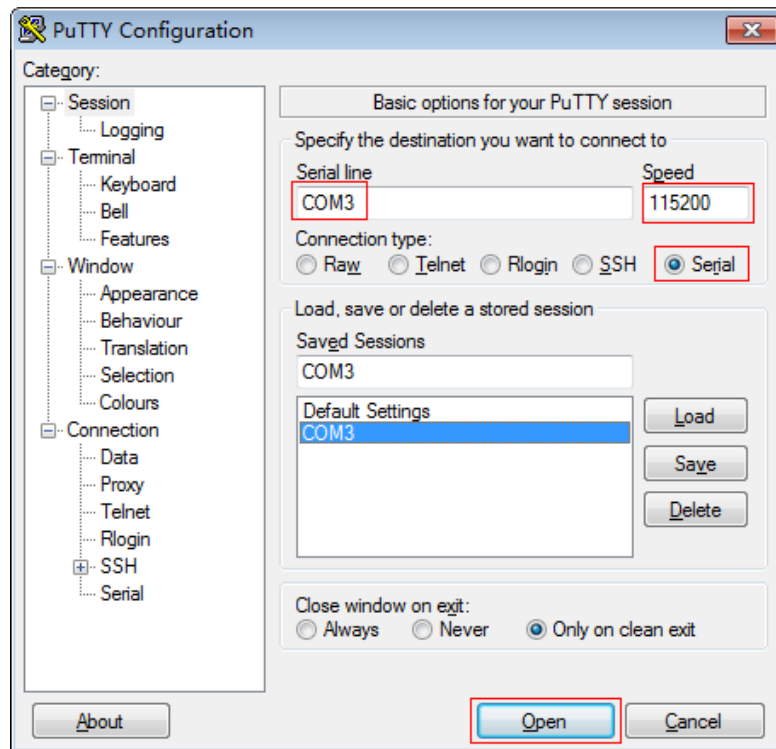 PuTTY Configuration
Category:
Session
Logging
Terminal
Keyboard
Bell
Features
Window
Appearance
Behaviour
Translation
Selection
Colours
Connection
Data
Proxy
Telnet
Rlogin
SSH
Serial
Basic options for your PuTTY session
Specify the destination you want to connect to
Serial line Speed
COM3 115200
Connection type:
Raw Telnet Rlogin SSH Serial
Load, save or delete a stored session
Saved Sessions
COM3
Default Settings
COM3
Load
Save
Delete
Close window on exit:
Always Never Only on clean exit
About Open Cancel